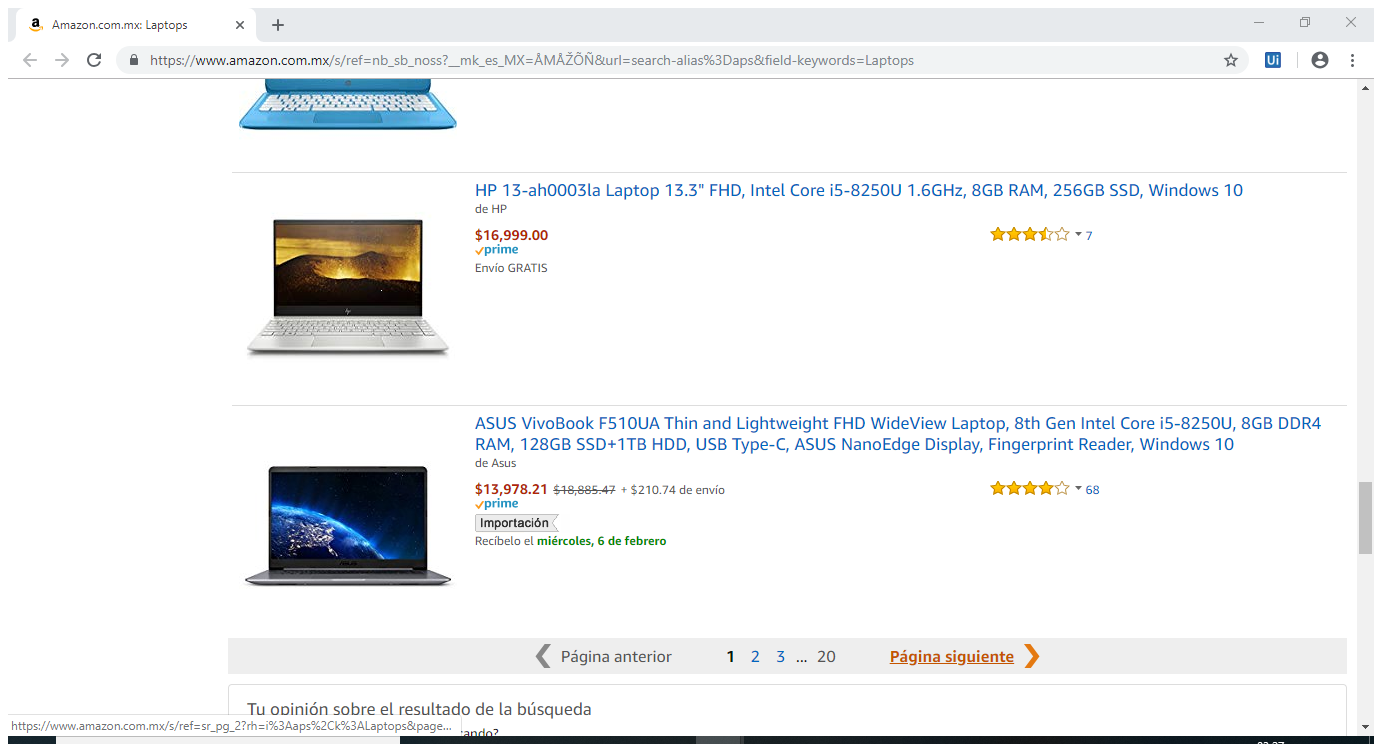 Amazon.com.mx: Laptops
https://www.amazon.com.mx/s/ref=nb_sb_noss?__mk_es_MX=ÅMÅŽÕÑ&url=search-alias%3Daps&field-keywords=Laptops
Ui
HP 13-ah0003la Laptop 13.3" FHD, Intel Core i5-8250U 1.6GHz, 8GB RAM, 256GB SSD, Windows 10
de HP
$16,999.00
7
prime
Envío GRATIS
ASUS VivoBook F510UA Thin and Lightweight FHD WideView Laptop, 8th Gen Intel Core i5-8250U, 8GB DDR4
RAM, 128GB SSD+1TB HDD, USB Type-C, ASUS NanoEdge Display, Fingerprint Reader, Windows 10
de Asus
$13,978.21 $18,885.47 + $210.74 de envío
68
prime
Importación
Recíbelo el miércoles, 6 de febrero
Página anterior 1 2 3 ... 20 Página siguiente
Tu opinión sobre el resultado de la búsqueda
https://www.amazon.com.mx/s/ref=sr_pg_2?rh=i%3Aaps%2Ck%3ALaptops&page...
cando?